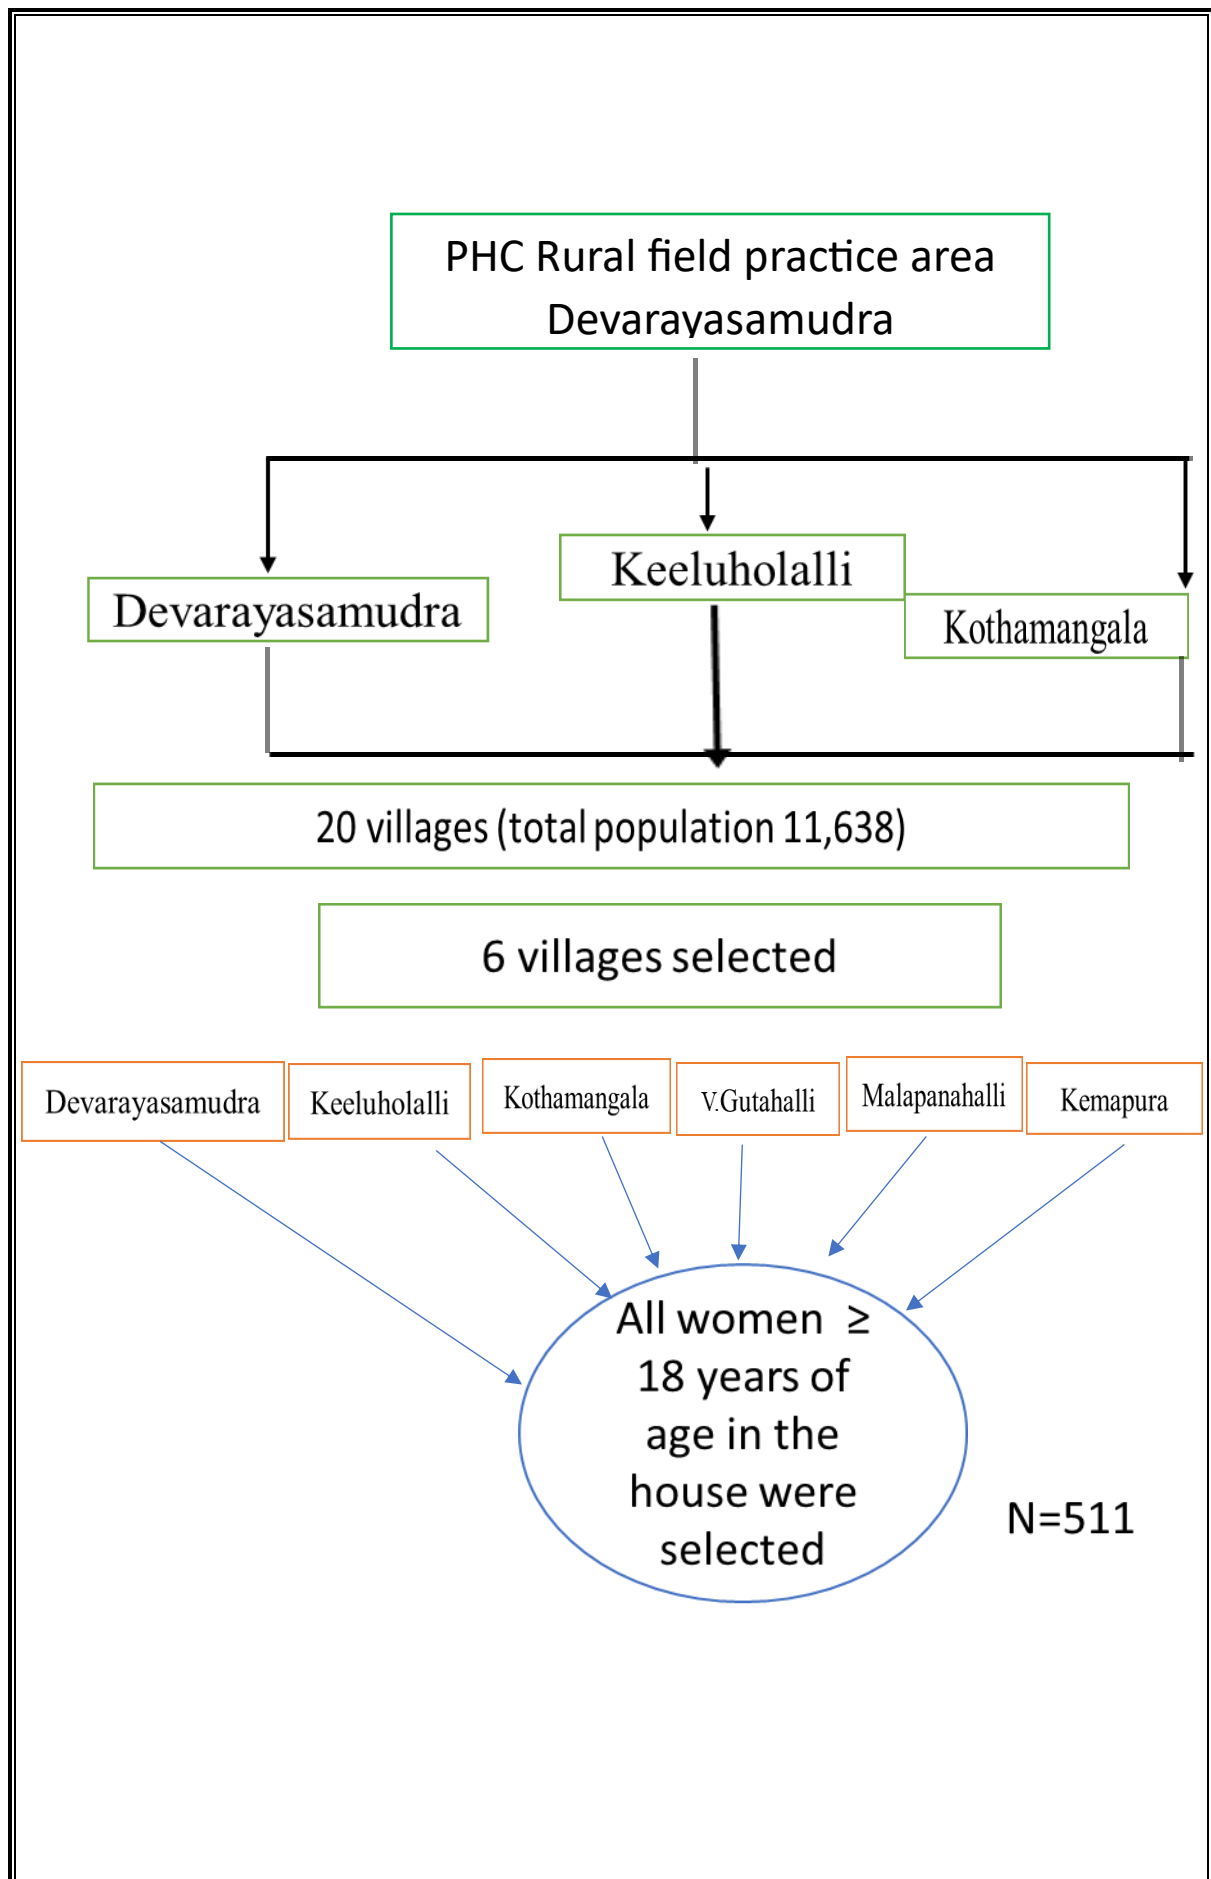 PHC Rural field practice area
Devarayasamudra
Keeluholalli
Devarayasamudra
Kothamangala
20 villages (total population 11,638)
6 villages selected
Devarayasamudra
Keeluholalli
Kothamangala
V.Gutahalli
Malapanahalli
Kemapura
All women ≥
18 years of
age in the
house were
selected
N=511